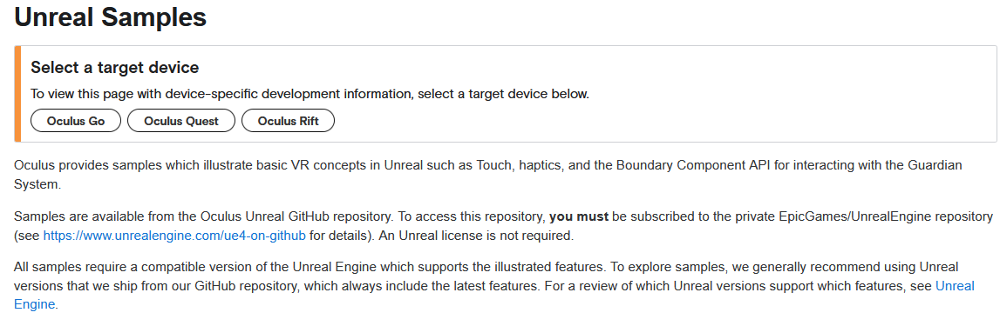 Unreal Samples
Select a target device
To view this page with device-specific development information, select a target device below.
Oculus Go Oculus Quest Oculus Rift
Oculus provides samples which illustrate basic VR concepts in Unreal such as Touch, haptics, and the Boundary Component API for interacting with the Guardian
System.
Samples are available from the Oculus Unreal GitHub repository. To access this repository, you must be subscribed to the private EpicGames/UnrealEngine repository
(see https://www.unrealengine.com/ue4-on-github for details). An Unreal license is not required.
All samples require a compatible version of the Unreal Engine which supports the illustrated features. To explore samples, we generally recommend using Unreal
versions that we ship from our GitHub repository, which always include the latest features. For a review of which Unreal versions support which features, see Unreal
Engine.